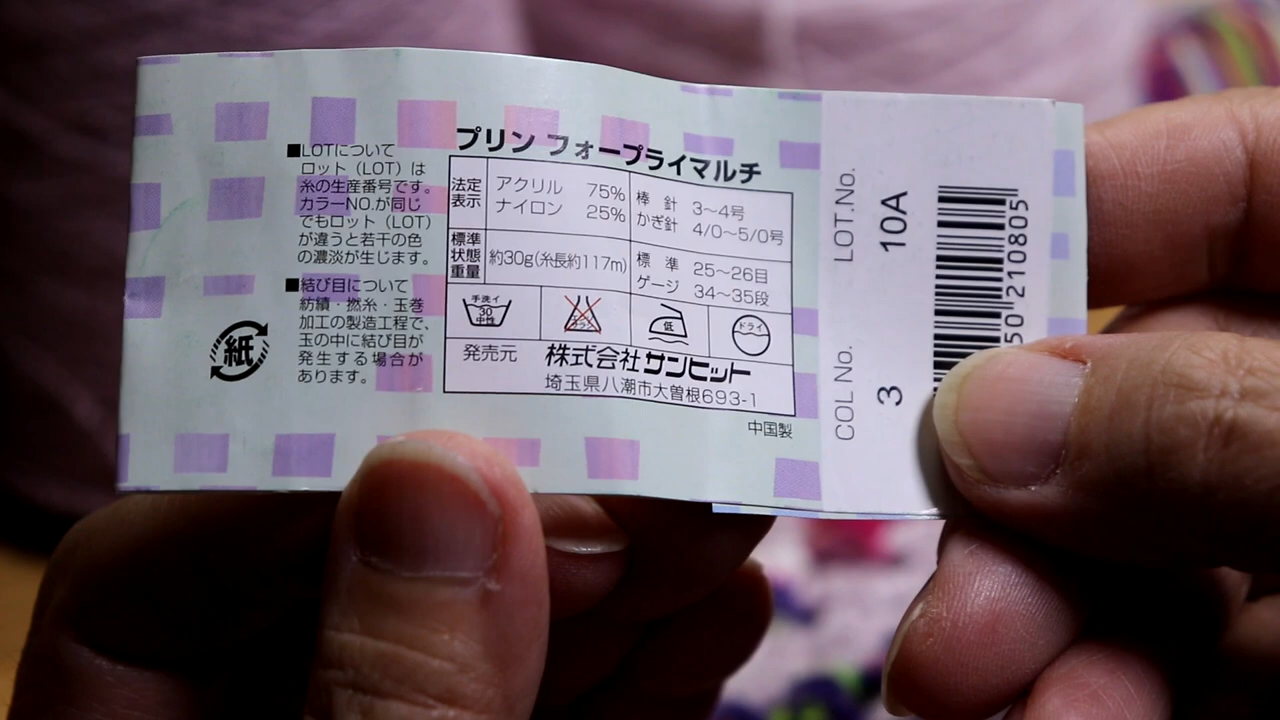 ■LOTについて
ロット(LOT)は
糸の生産番号です。
カラーNO.が同じ
でもロット(LOT)
が違うと若干の色
の濃淡が生じます。
■結び目について
紡績・撚糸・玉巻
加工の製造工程で、
玉の中に結び目が
発生する場合が
あります。
紙
プリン フォープライマルチ
法定
表示
アクリル 75%
ナイロン 25%
棒針 3〜4号
かぎ針 4/0〜5/0号
標準
状態
重量
約30g(糸長約117m)
標準 25〜26目
ゲージ 34〜35段
手洗イ
30
中性
低
ドライ
発売元
株式会社サンヒット
埼玉県八潮市大曽根693-1
中国製
LOT.No.
10A
COL No.
3
50 210805